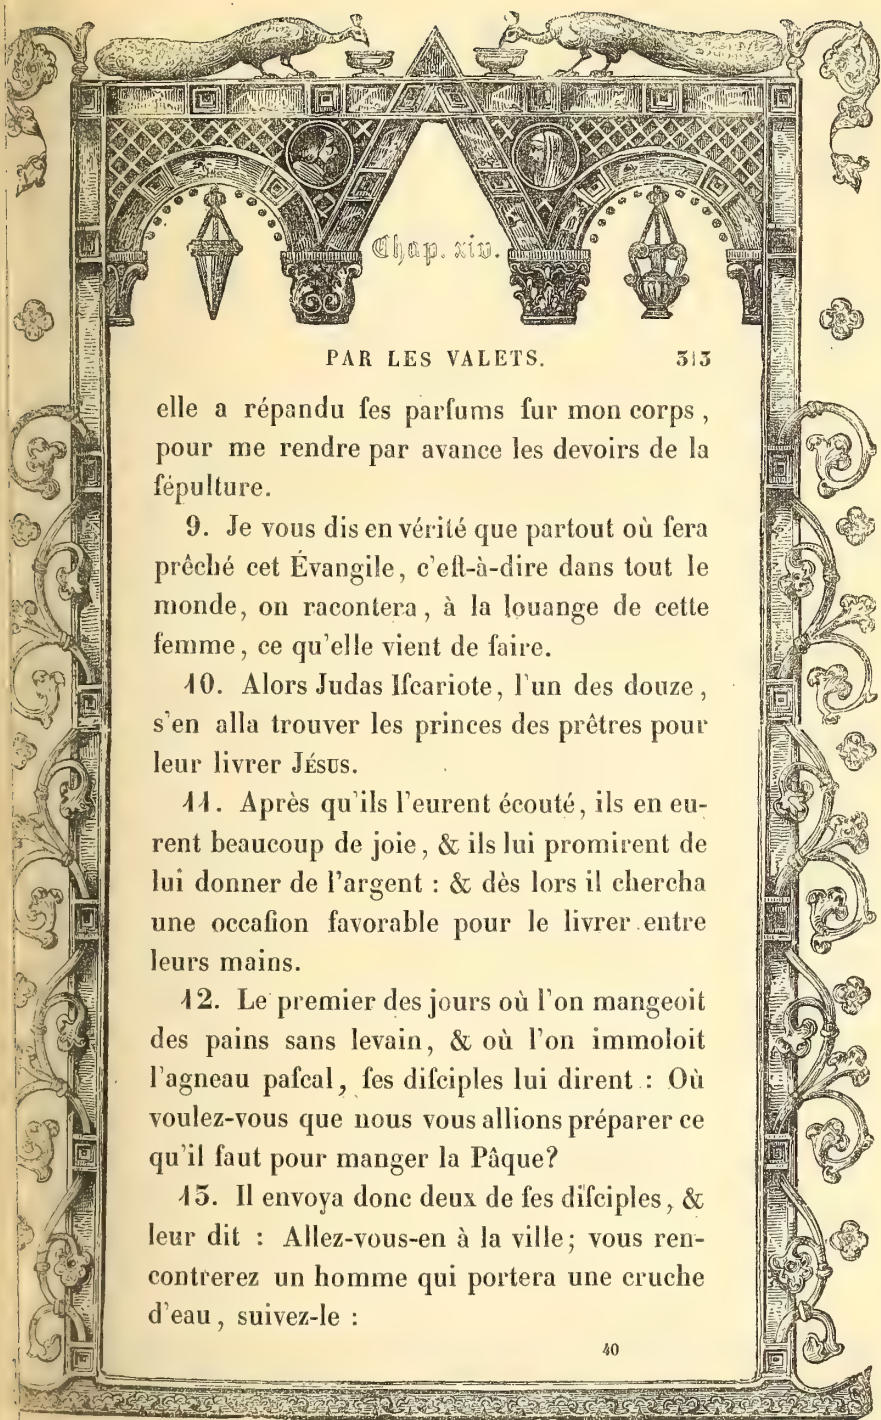 Chap. xiv.
PAR LES VALETS. 313
elle a répandu ſes parfums ſur mon corps,
pour me rendre par avance les devoirs de la
ſépulture.
9. Je vous dis en vérité que partout où ſera
prêché cet Évangile, c'eſt-à-dire dans tout le
monde, on racontera, à la louange de cette
femme, ce qu'elle vient de faire.
10. Alors Judas Iſcariote, l'un des douze,
s'en alla trouver les princes des prêtres pour
leur livrer JÉSUS.
11. Après qu'ils l'eurent écouté, ils en eu-
rent beaucoup de joie, & ils lui promirent de
lui donner de l'argent : & dès lors il chercha
une occaſion favorable pour le livrer entre
leurs mains.
12. Le premier des jours où l'on mangeoit
des pains sans levain, & où l'on immoloit
l'agneau paſcal, ſes diſciples lui dirent : Où
voulez-vous que nous vous allions préparer ce
qu'il faut pour manger la Pâque?
13. Il envoya donc deux de ſes diſciples, &
leur dit : Allez-vous-en à la ville; vous ren-
contrerez un homme qui portera une cruche
d'eau, suivez-le :
40